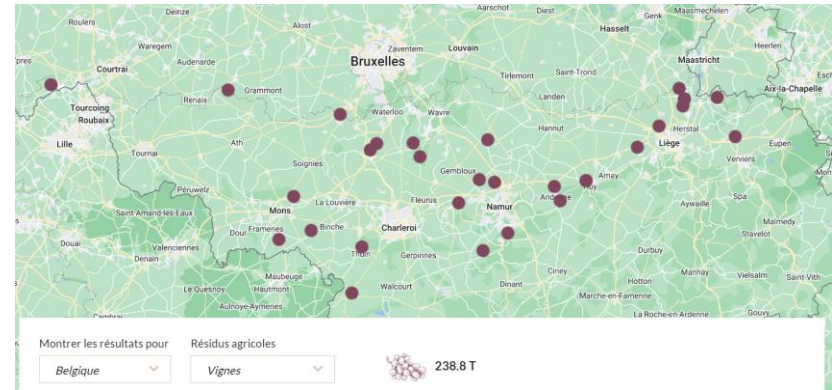 Roulers
Deinze
Alost
Aarschot
Diest
Genk
Maasmechelen
Hasselt
Waregem
Zaventem
Louvain
Heerlen
Courtrai
Audenarde
Bruxelles
Maastricht
Tirlemont
Saint-Trond
Aix-la-Chapelle
Renaix
Grammont
Landen
Tourcoing
Roubaix
Waterloo
Wavre
Hannut
Herstal
Lille
Ath
Liège
Eupen
Tournai
Soignies
Gembloux
Verviers
Amay
Péruwelz
La Louvière
Fleurus
Namur
Aywaille
Spa
Saint-Amand-les-Eaux
Mons
Charleroi
Malmedy
Dour
Frameries
Binche
Stavelot
Douai
Valenciennes
Denain
Thuin
Gerpinnes
Durbuy
Maubeuge
Ciney
Manhay
Vielsalm
Saint-Vith
Le Quesnoy
Hautmont
Walcourt
Dinant
Hotton
Marche-en-Famenne
Aulnoye-Aymeries
La Roche-en-Ardenne
Gouvy
Montrer les résultats pour
Résidus agricoles
Belgique
Vignes
238.8 T